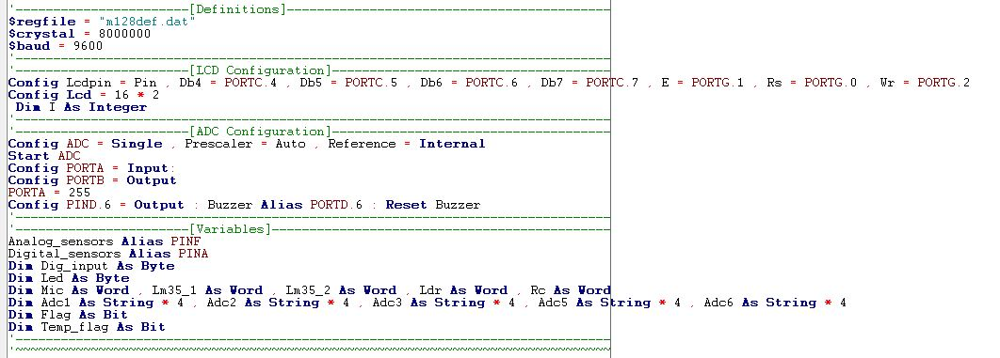 '-----------------------[Definitions]------------------------------------------
$regfile = "m128def.dat"
$crystal = 8000000
$baud = 9600
'------------------------------------------------------------------------------
'-----------------------[LCD Configuration]------------------------------------
Config Lcdpin = Pin , Db4 = PORTC.4 , Db5 = PORTC.5 , Db6 = PORTC.6 , Db7 = PORTC.7 , E = PORTG.1 , Rs = PORTG.0 , Wr = PORTG.2
Config Lcd = 16 * 2
Dim I As Integer
'------------------------------------------------------------------------------
'-----------------------[ADC Configuration]------------------------------------
Config ADC = Single , Prescaler = Auto , Reference = Internal
Start ADC
Config PORTA = Input:
Config PORTB = Output
PORTA = 255
Config PIND.6 = Output : Buzzer Alias PORTD.6 : Reset Buzzer
'------------------------------------------------------------------------------
'-----------------------[Variables]--------------------------------------------
Analog_sensors Alias PINF
Digital_sensors Alias PINA
Dim Dig_input As Byte
Dim Led As Byte
Dim Mic As Word , Lm35_1 As Word , Lm35_2 As Word , Ldr As Word , Rc As Word
Dim Adc1 As String * 4 , Adc2 As String * 4 , Adc3 As String * 4 , Adc5 As String * 4 , Adc6 As String * 4
Dim Flag As Bit
Dim Temp_flag As Bit
'------------------------------------------------------------------------------
'~~~~~~~~~~~~~~~~~~~~~~~~~~~~~~~~~~~~~~~~~~~~~~~~~~~~~~~~~~~~~~~~~~~~~~~~~~~~~~